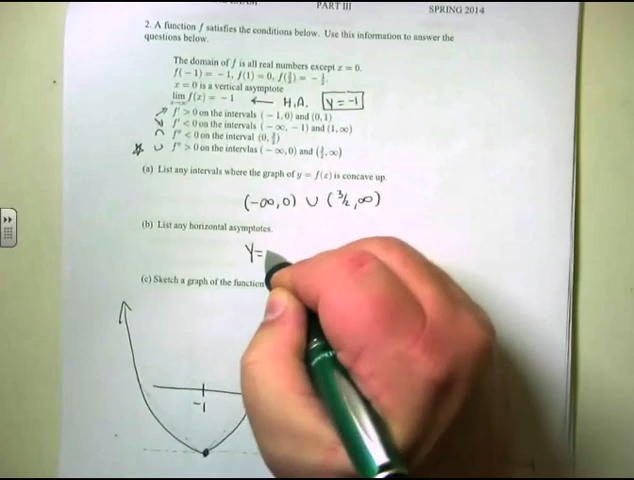 PART III
SPRING 2014
2. A function f satisfies the conditions below. Use this information to answer the
questions below.
The domain of f is all real numbers except x = 0.
f(−1) = −1, f(1) = 0, f(3/2) = −
x = 0 is a vertical asymptote
lim f(x) = −1 ← H.A. y = −1
f′ > 0 on the intervals (−1, 0) and (0, 1)
f′ < 0 on the intervals (−∞, −1) and (1, ∞)
∩ f″ < 0 on the interval (0, 3/2)
☆ ∪ f″ > 0 on the intervlas (−∞, 0) and (3/2, ∞)
(a) List any intervals where the graph of y = f(x) is concave up.
(−∞, 0) ∪ (3/2, ∞)
(b) List any horizontal asymptotes.
y =
(c) Sketch a graph of the function
−1